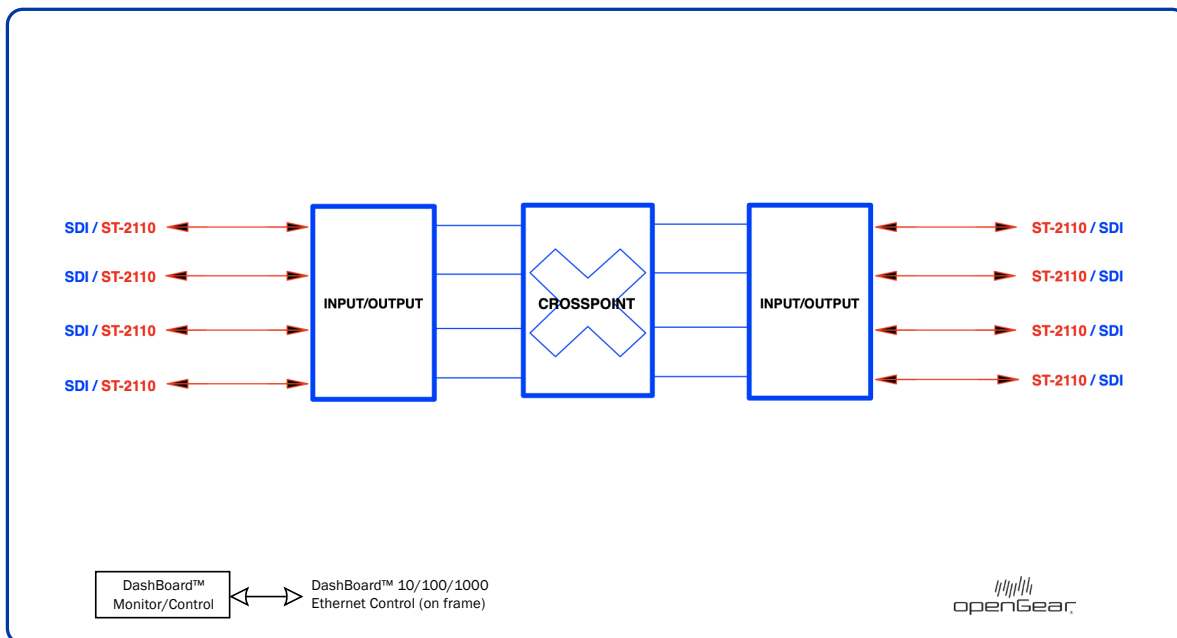 SDI / ST-2110
ST-2110 / SDI
SDI / ST-2110
ST-2110 / SDI
INPUT/OUTPUT
CROSSPOINT
INPUT/OUTPUT
SDI / ST-2110
ST-2110 / SDI
SDI / ST-2110
ST-2110 / SDI
DashBoard™
Monitor/Control
DashBoard™ 10/100/1000
Ethernet Control (on frame)
openGear